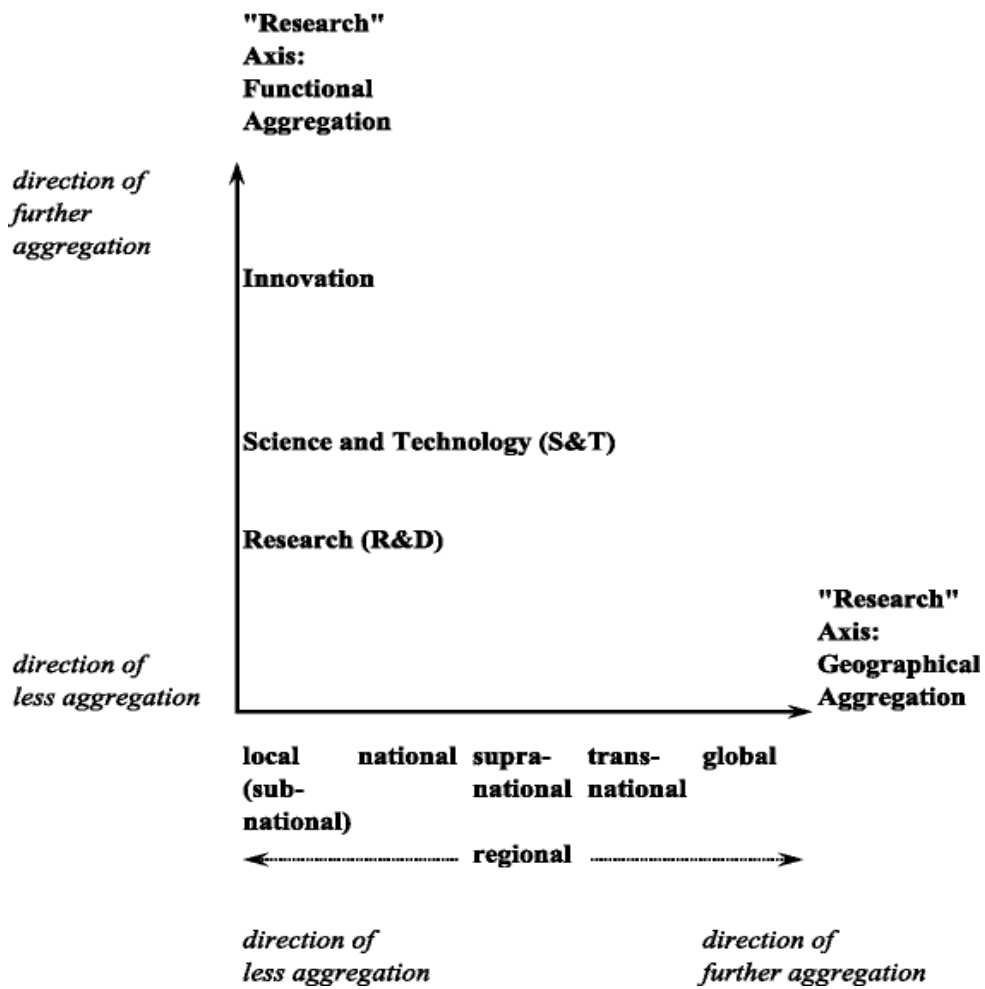 "Research"
Axis:
Functional
Aggregation
direction of
further
aggregation
Innovation
Science and Technology (S&T)
Research (R&D)
"Research"
Axis:
Geographical
Aggregation
direction of
less aggregation
local national supra- trans- global
(sub- national national
national)
regional
direction of direction of
less aggregation further aggregation